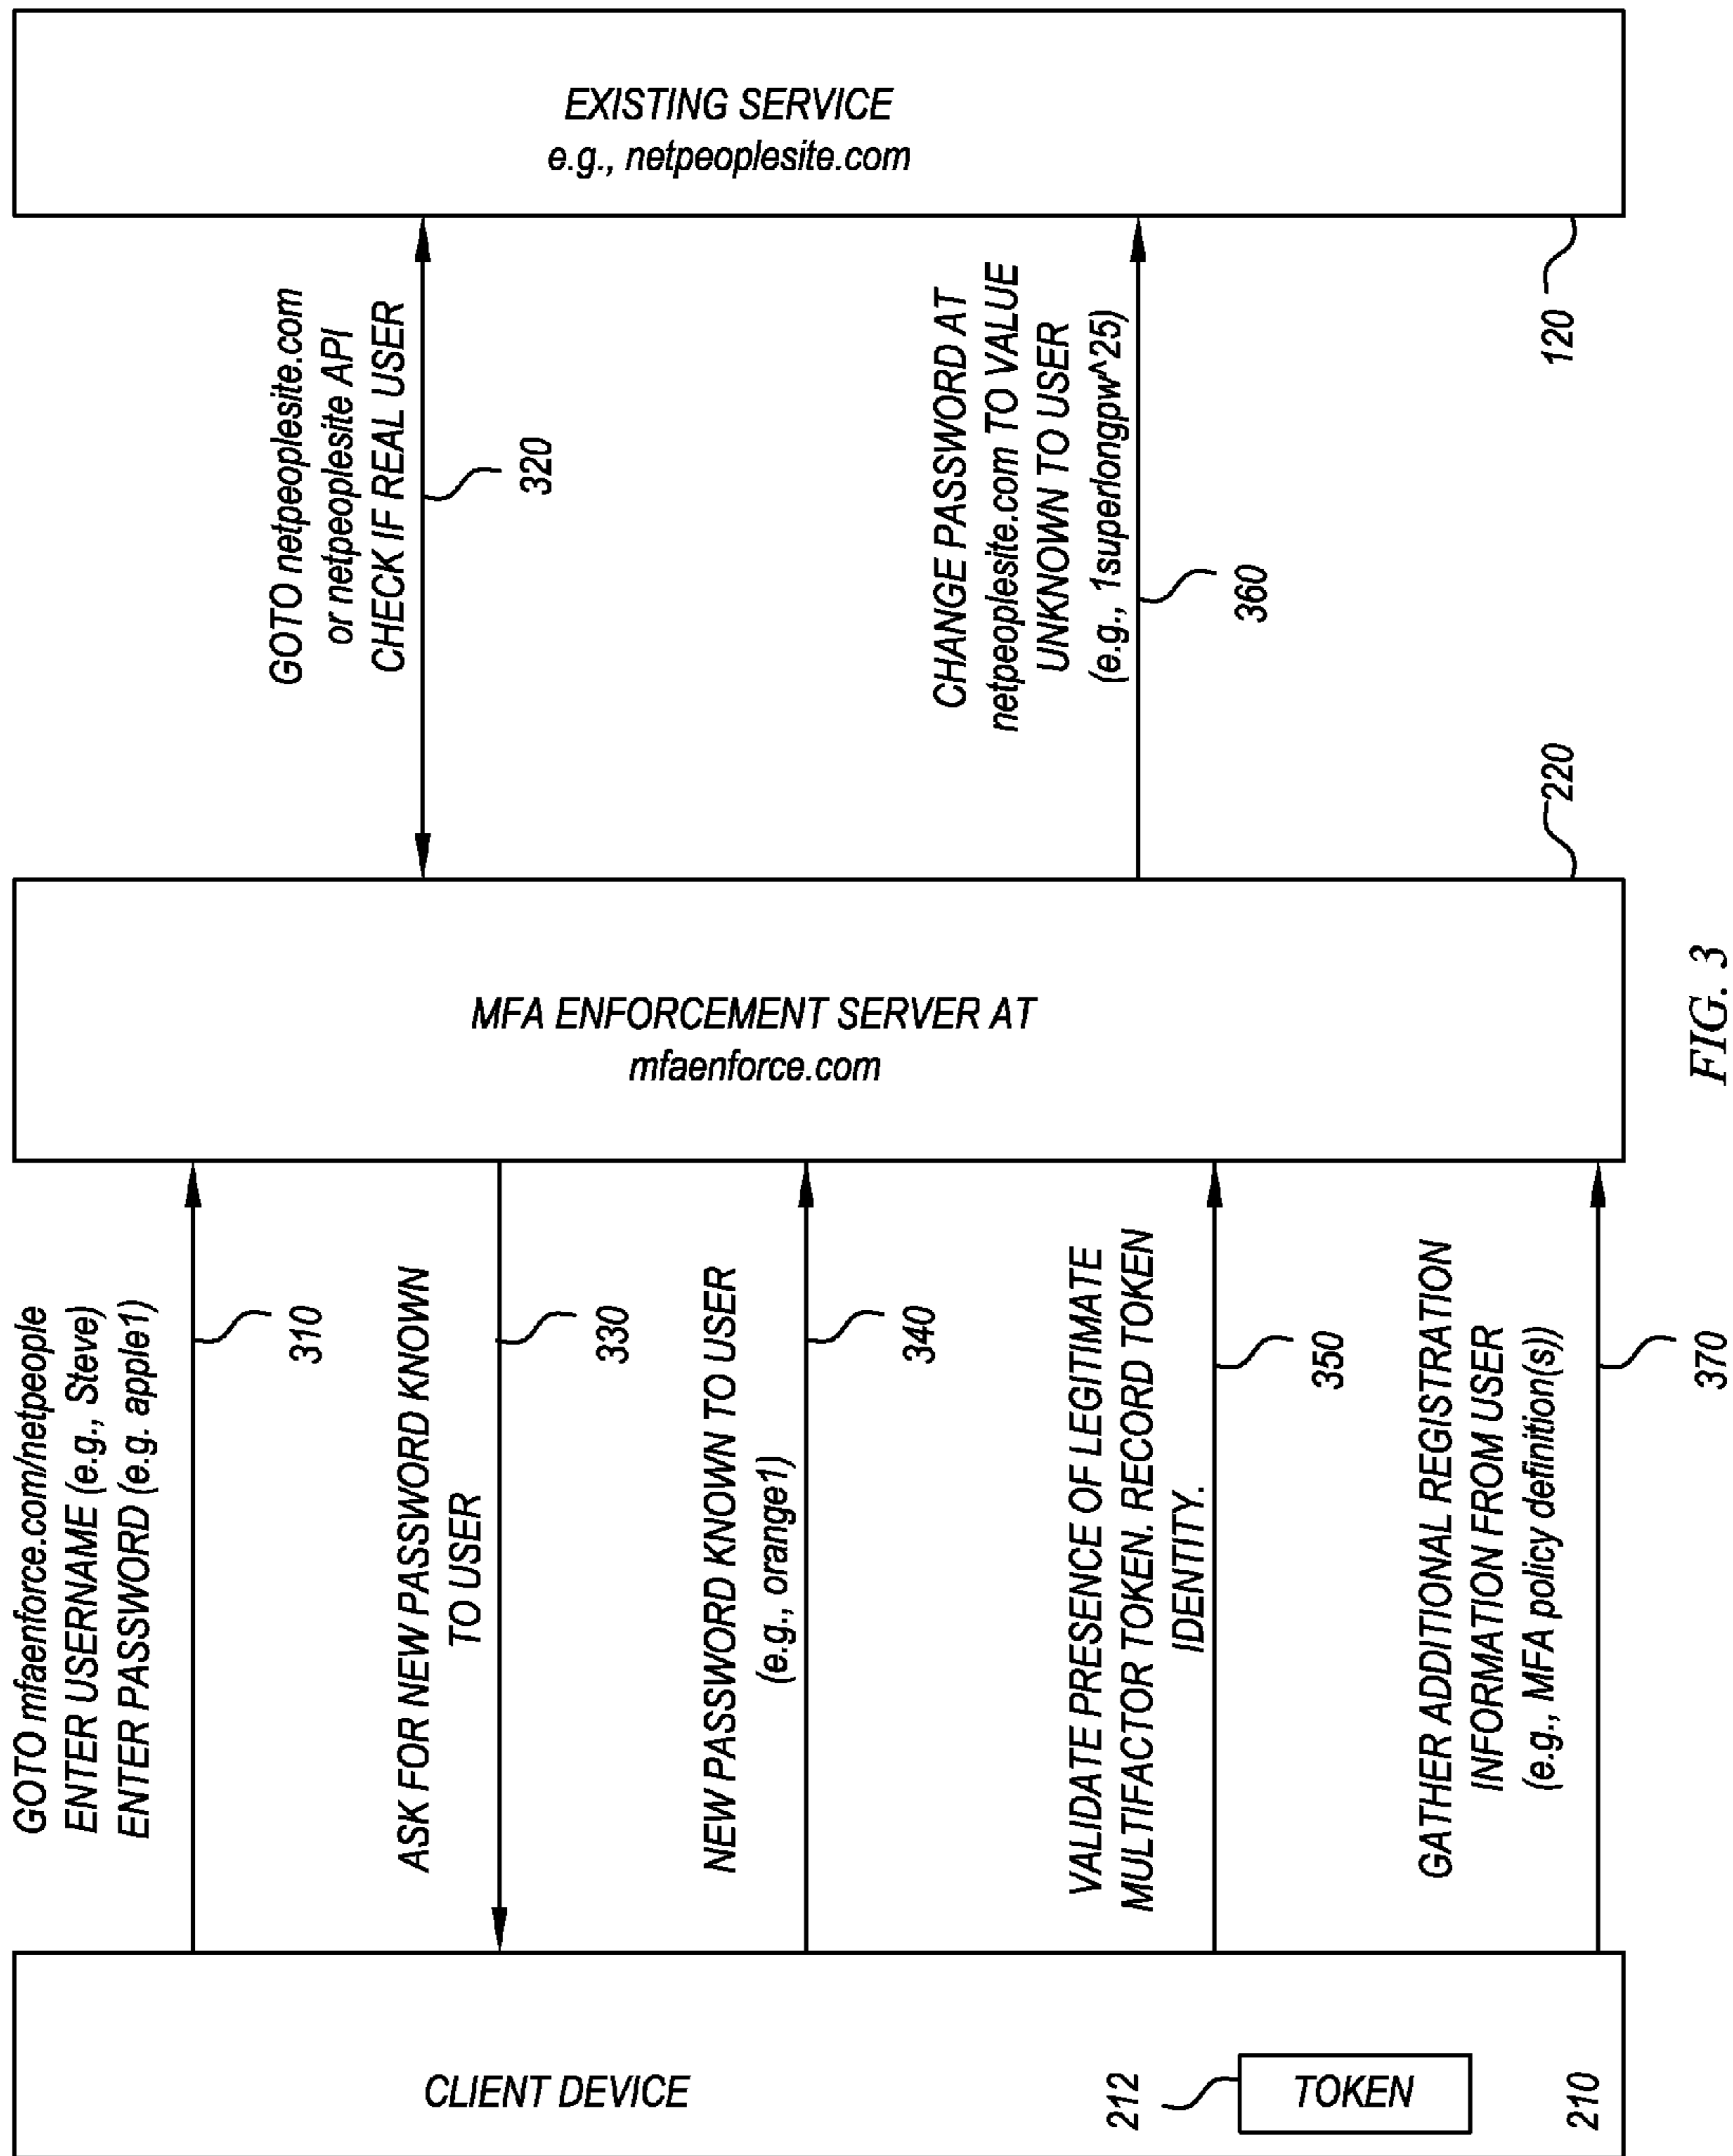 GOTO mfaenforce.com/netpeople
ENTER USERNAME (e.g., Steve)
ENTER PASSWORD (e.g. apple1)
310
GOTO netpeoplesite.com
or netpeoplesite API
CHECK IF REAL USER
320
ASK FOR NEW PASSWORD KNOWN
TO USER
330
NEW PASSWORD KNOWN TO USER
(e.g., orange1)
340
VALIDATE PRESENCE OF LEGITIMATE
MULTIFACTOR TOKEN. RECORD TOKEN
IDENTITY.
350
CHANGE PASSWORD AT
netpeoplesite.com TO VALUE
UNKNOWN TO USER
(e.g., 1superlongpw^25)
360
GATHER ADDITIONAL REGISTRATION
INFORMATION FROM USER
(e.g., MFA policy definition(s))
370
CLIENT DEVICE
212
TOKEN
210
MFA ENFORCEMENT SERVER AT
mfaenforce.com
220
EXISTING SERVICE
e.g., netpeoplesite.com
120
FIG. 3